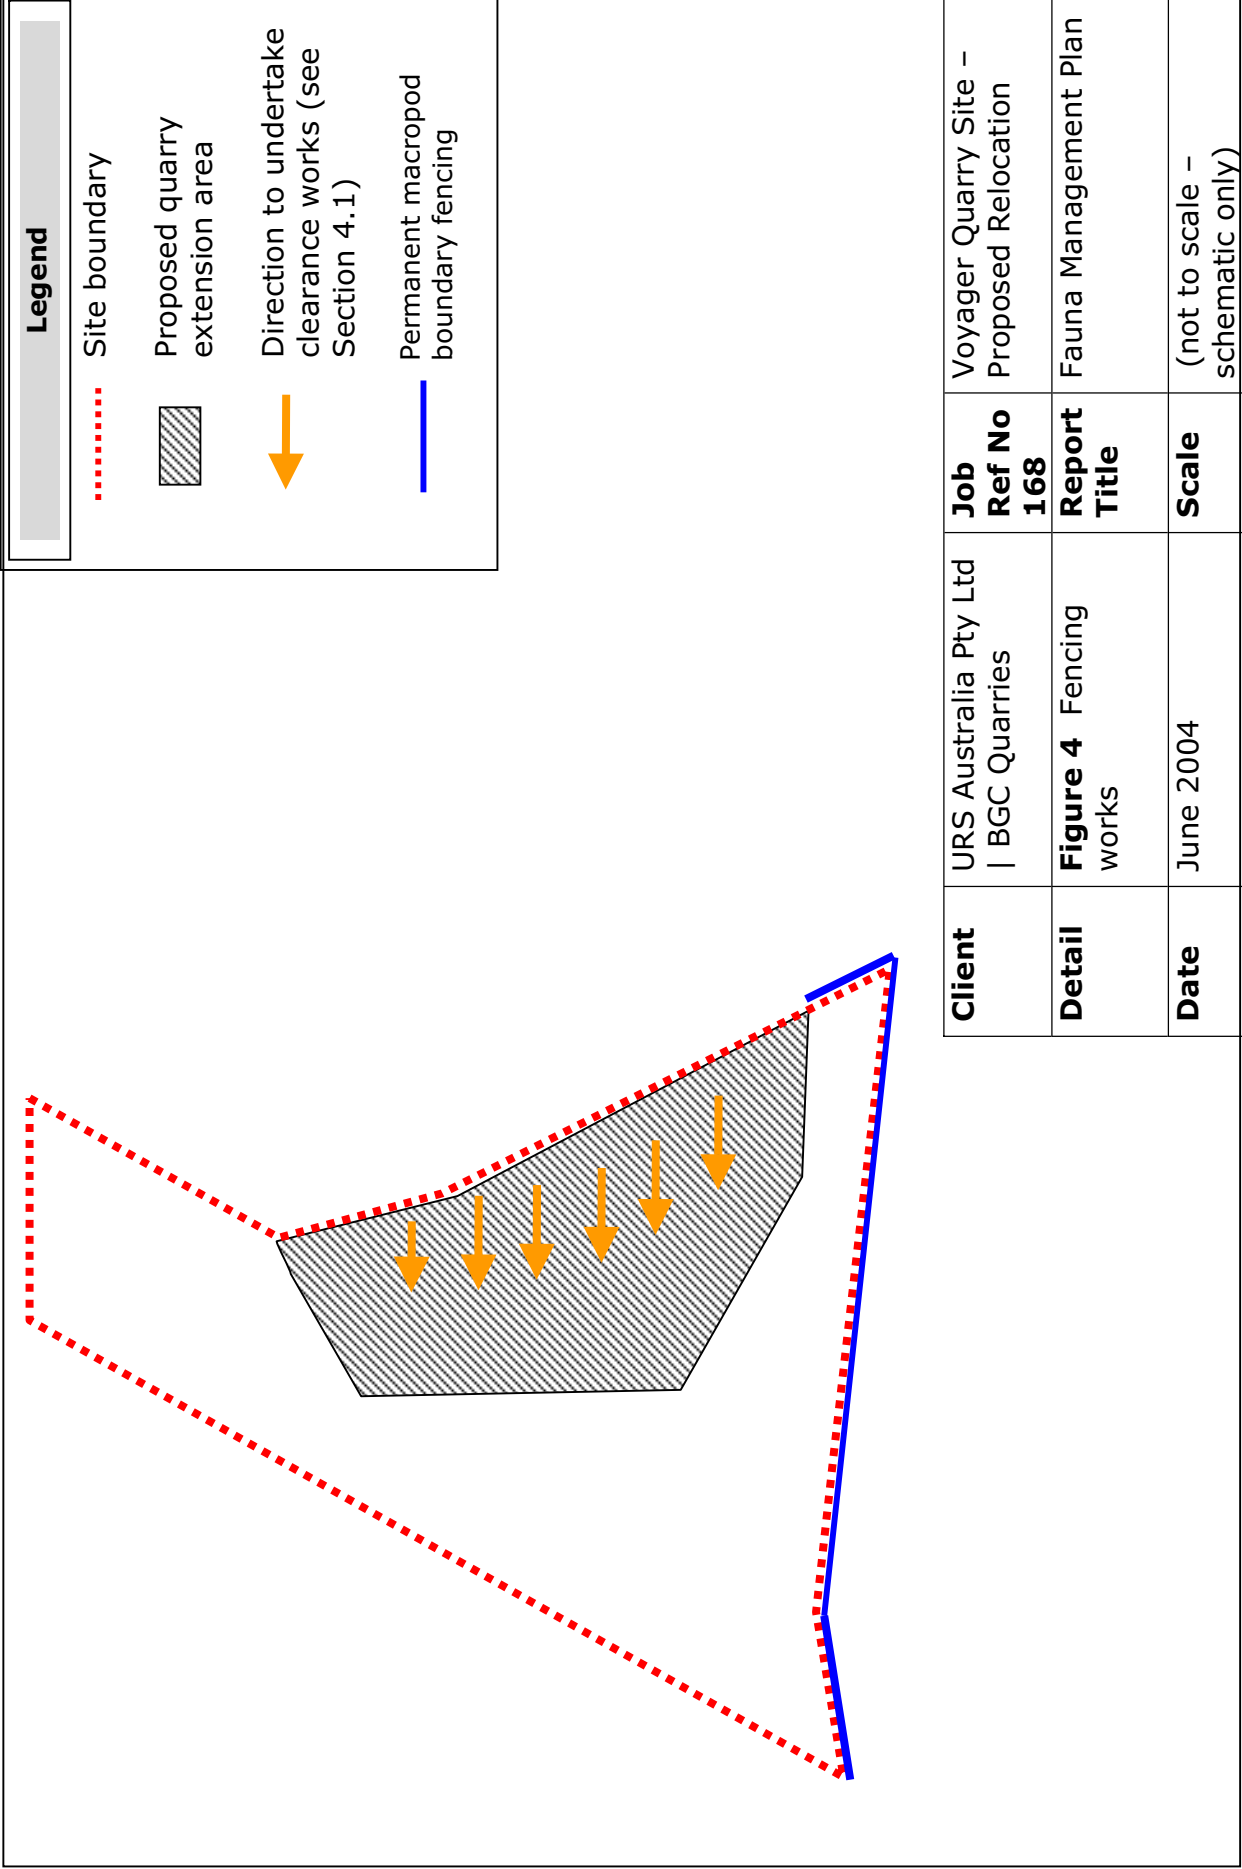 Legend
Site boundary
Proposed quarry
extension area
Direction to undertake
clearance works (see
Section 4.1)
Permanent macropod
boundary fencing
Client
URS Australia Pty Ltd
| BGC Quarries
Job
Ref No
168
Voyager Quarry Site –
Proposed Relocation
Detail
Figure 4 Fencing
works
Report
Title
Fauna Management Plan
Date
June 2004
Scale
(not to scale –
schematic only)